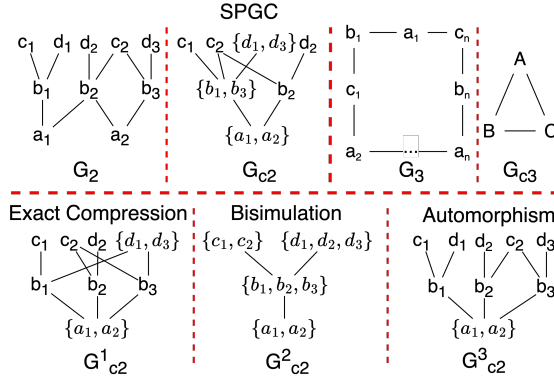 SPGC
c1 d1 d2 c2 d3
b1 b2 b3
a1 a2
G2
c1 c2 {d1, d3} d2
{b1, b3} b2
{a1, a2}
Gc2
b1 a1 cn
c1 bn
a2 ... an
G3
A
B C
Gc3
Exact Compression
c1 c2 d2 {d1, d3}
b1 b2 b3
{a1, a2}
G1c2
Bisimulation
{c1, c2} {d1, d2, d3}
{b1, b2, b3}
{a1, a2}
G2c2
Automorphism
c1 d1 d2 c2 d3
b1 b2 b3
{a1, a2}
G3c2